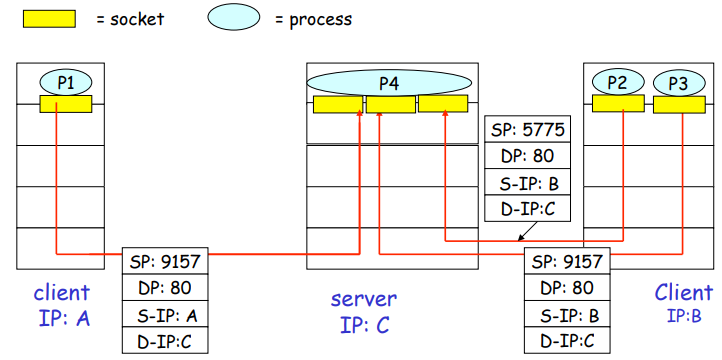 = socket
= process
P1
P4
P2
P3
SP: 5775
DP: 80
S-IP: B
D-IP:C
SP: 9157
DP: 80
S-IP: A
D-IP:C
SP: 9157
DP: 80
S-IP: B
D-IP:C
client
IP: A
server
IP: C
Client
IP:B